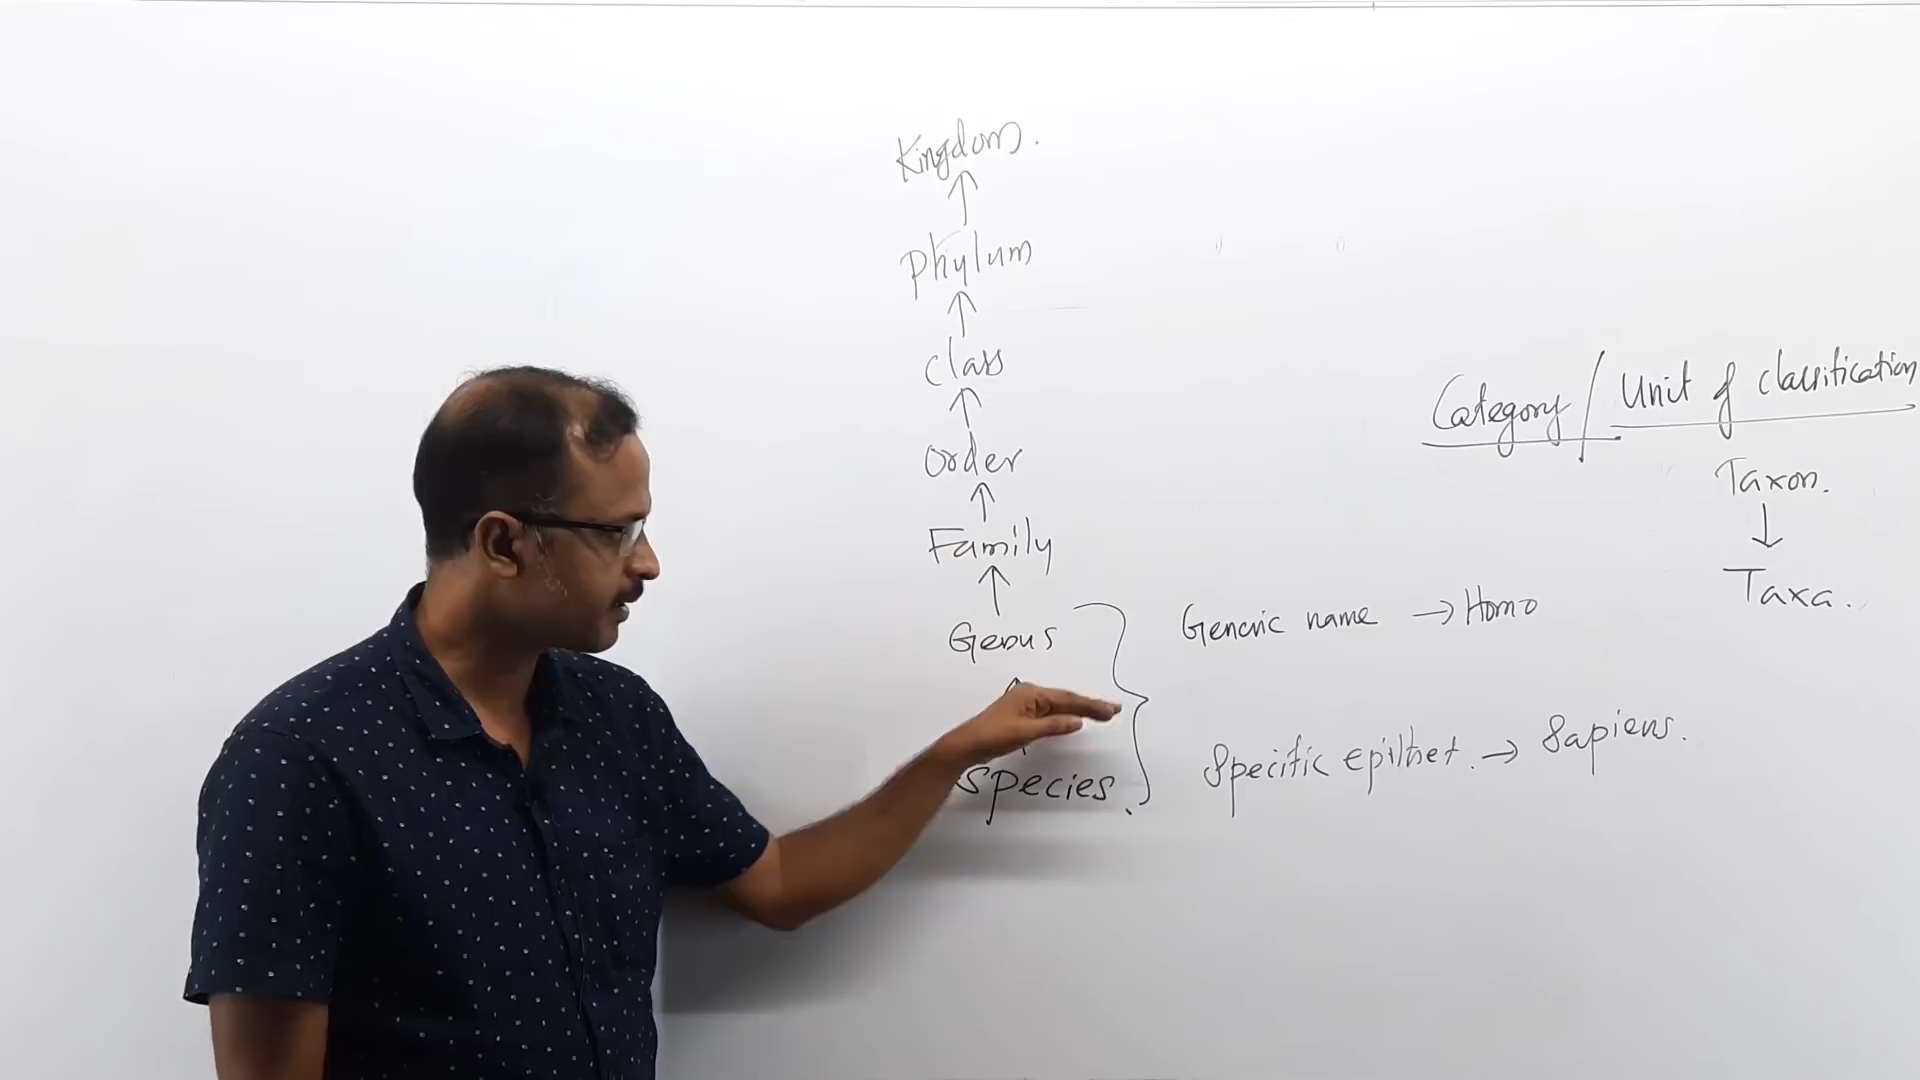 Kingdom.
Phylum
Class
Order
Family
Genus
Species.
Generic name → Homo
Specific epithet. → Sapiens.
Category / Unit of classification
Taxon.
↓
Taxa.